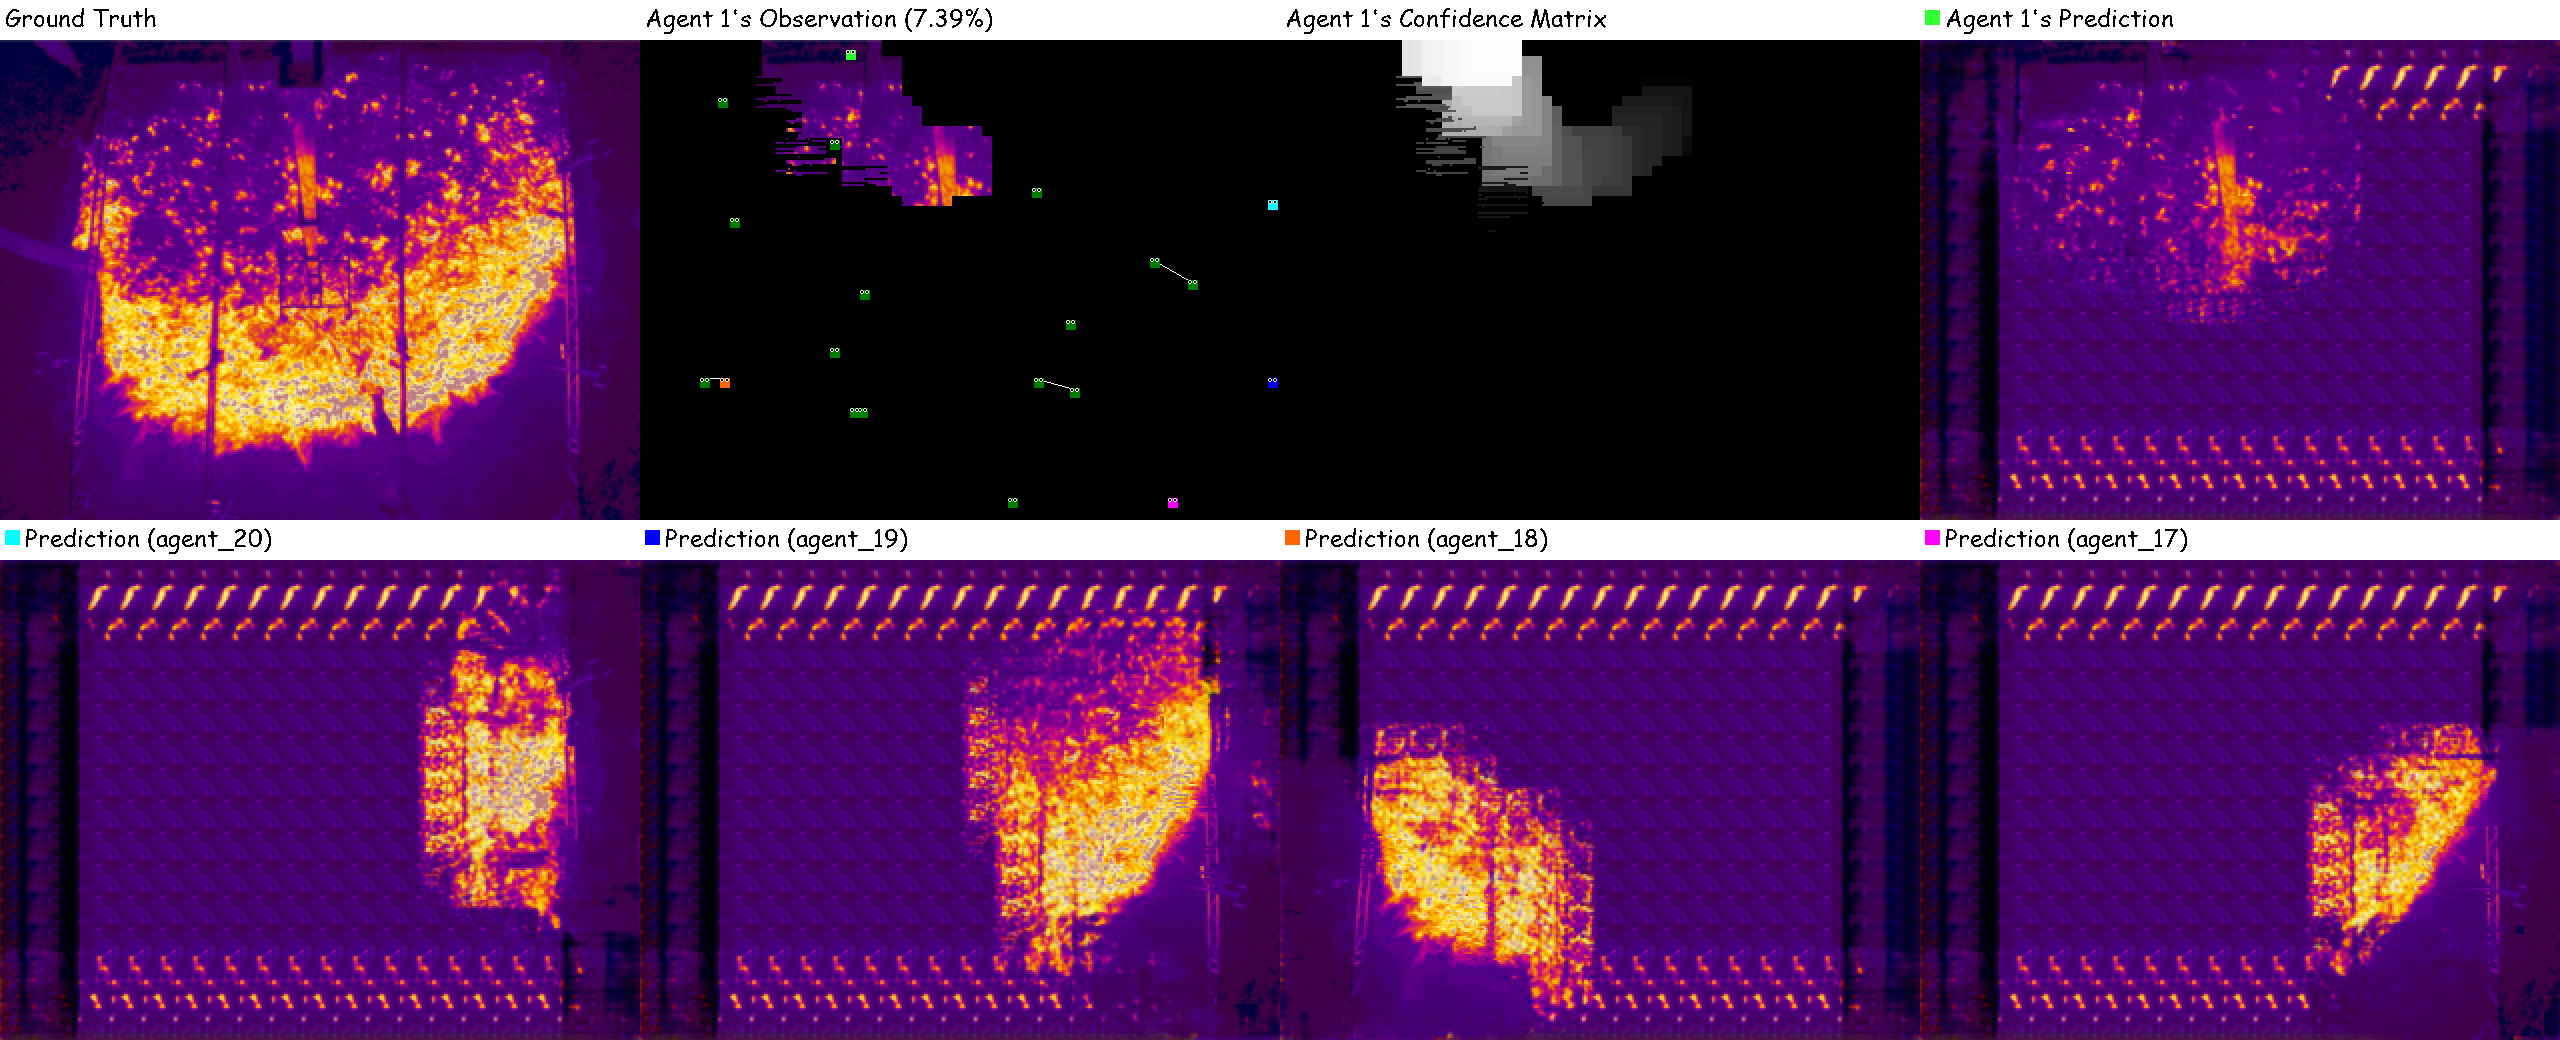 Ground Truth
Agent 1's Observation (7.39%)
Agent 1's Confidence Matrix
Agent 1's Prediction
Prediction (agent_20)
Prediction (agent_19)
Prediction (agent_18)
Prediction (agent_17)